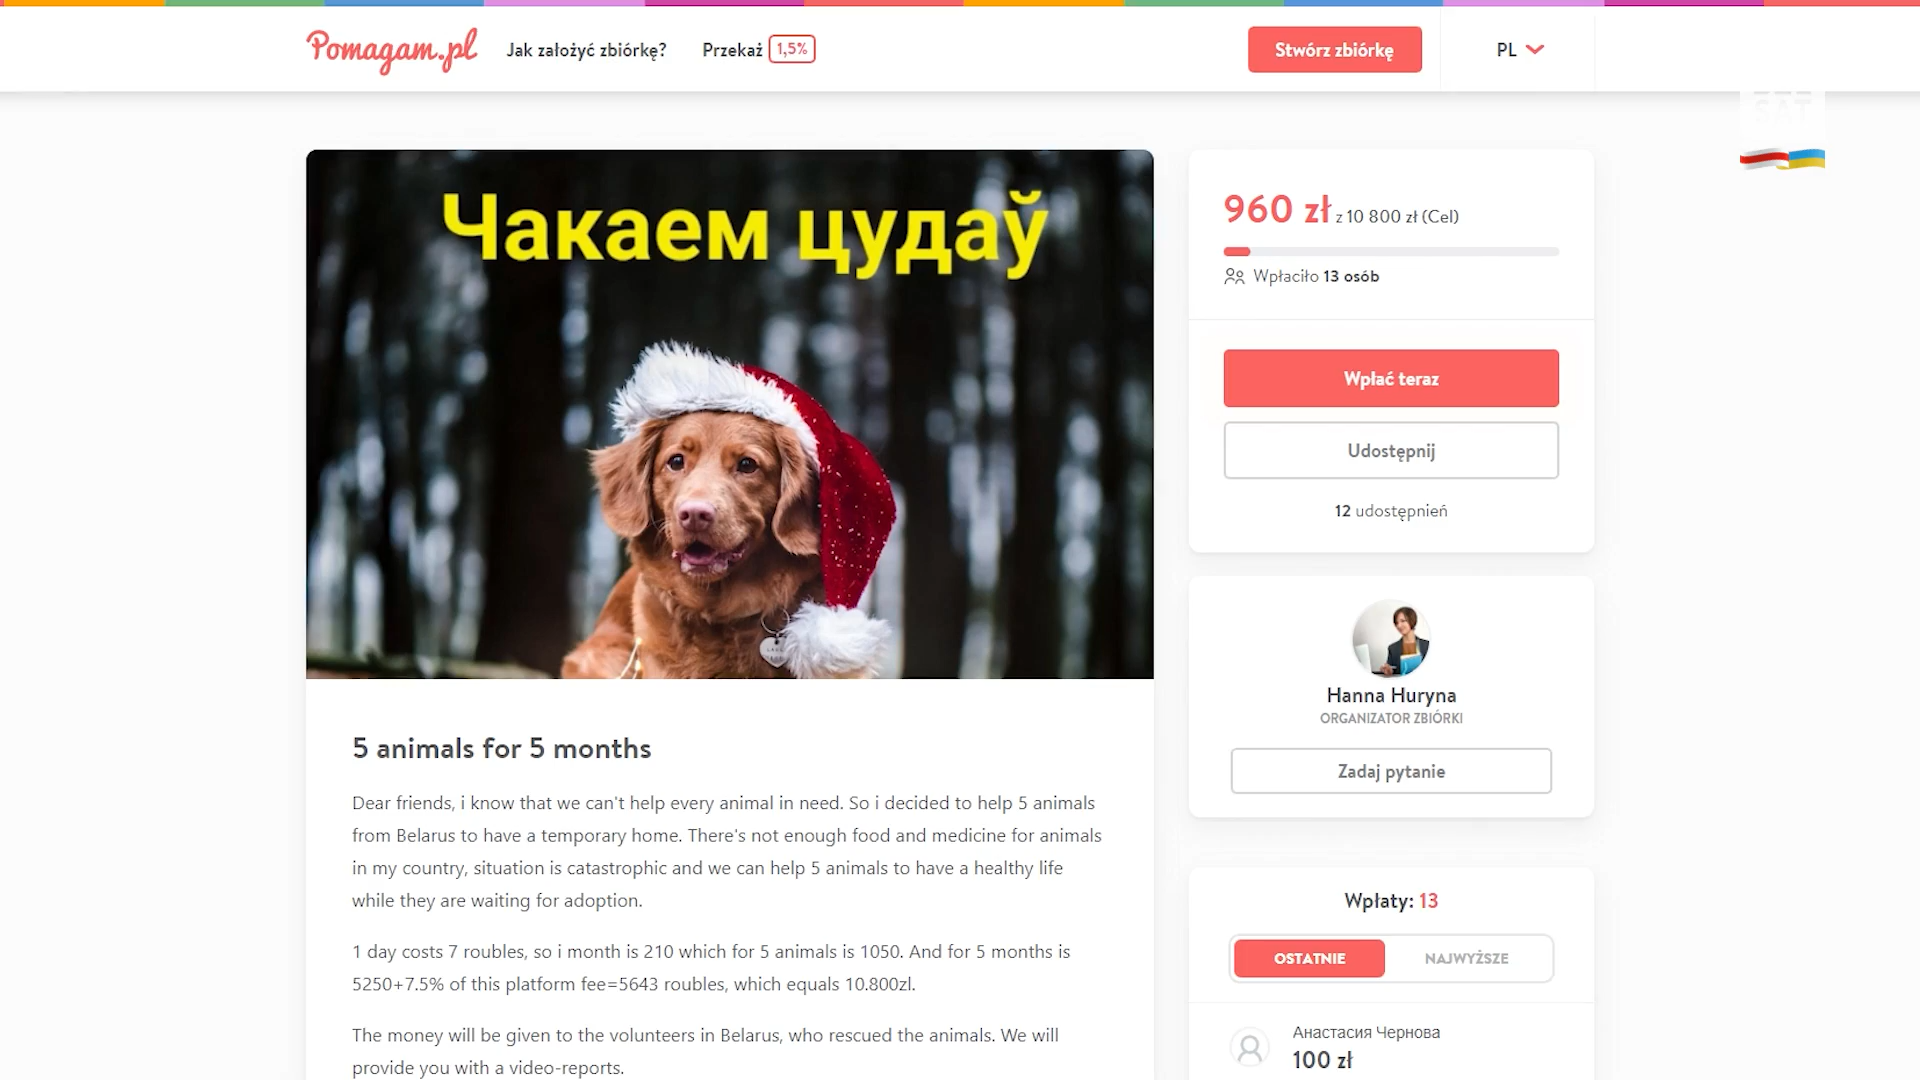 Pomagam.pl
Jak założyć zbiórkę?
Przekaż 1,5%
Stwórz zbiórkę
PL
SAT
Чакаем цудаў
960 zł z 10 800 zł (Cel)
Wpłaciło 13 osób
Wpłać teraz
Udostępnij
12 udostępnień
Hanna Huryna
ORGANIZATOR ZBIÓRKI
Zadaj pytanie
5 animals for 5 months
Dear friends, i know that we can't help every animal in need. So i decided to help 5 animals
from Belarus to have a temporary home. There's not enough food and medicine for animals
in my country, situation is catastrophic and we can help 5 animals to have a healthy life
while they are waiting for adoption.
1 day costs 7 roubles, so i month is 210 which for 5 animals is 1050. And for 5 months is
5250+7.5% of this platform fee=5643 roubles, which equals 10.800zl.
The money will be given to the volunteers in Belarus, who rescued the animals. We will
provide you with a video-reports.
Wpłaty: 13
OSTATNIE
NAJWYŻSZE
Анастасия Чернова
100 zł